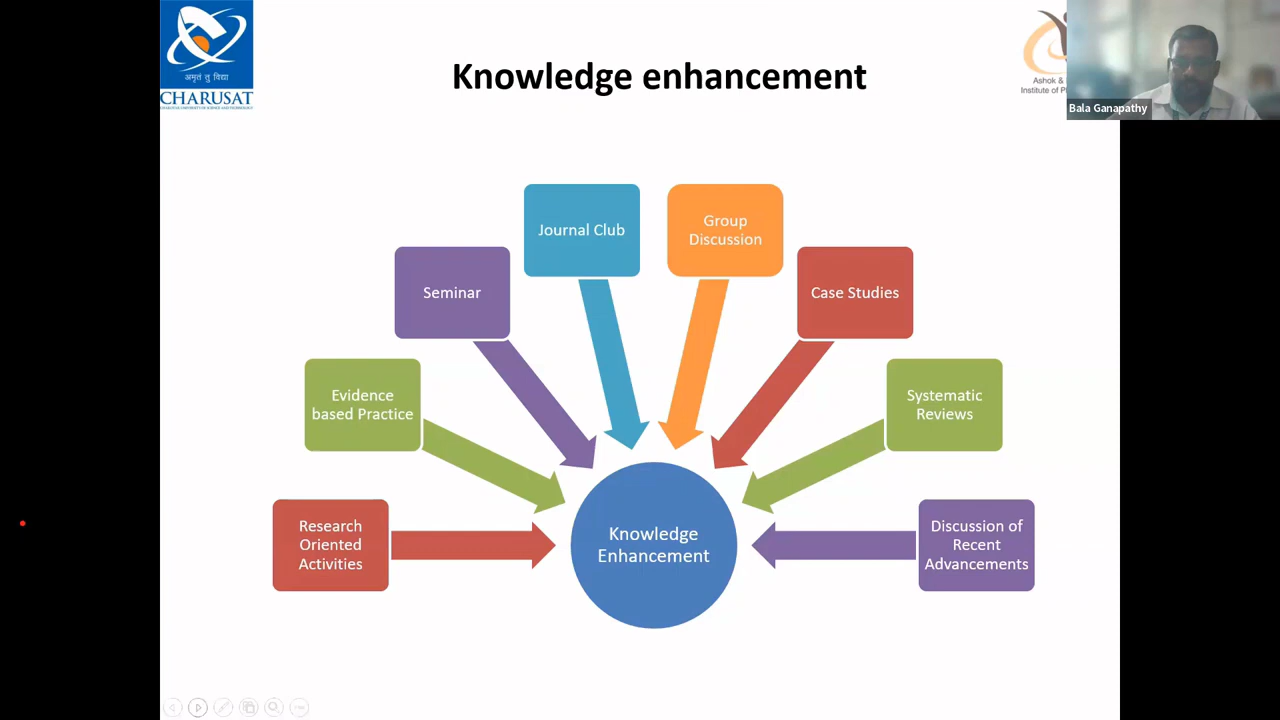 अमृतं तु विद्या
CHARUSAT
Knowledge enhancement
Ashok &
Institute of P
Bala Ganapathy
Journal Club
Group
Discussion
Seminar
Case Studies
Evidence
based Practice
Systematic
Reviews
Research
Oriented
Activities
Knowledge
Enhancement
Discussion of
Recent
Advancements